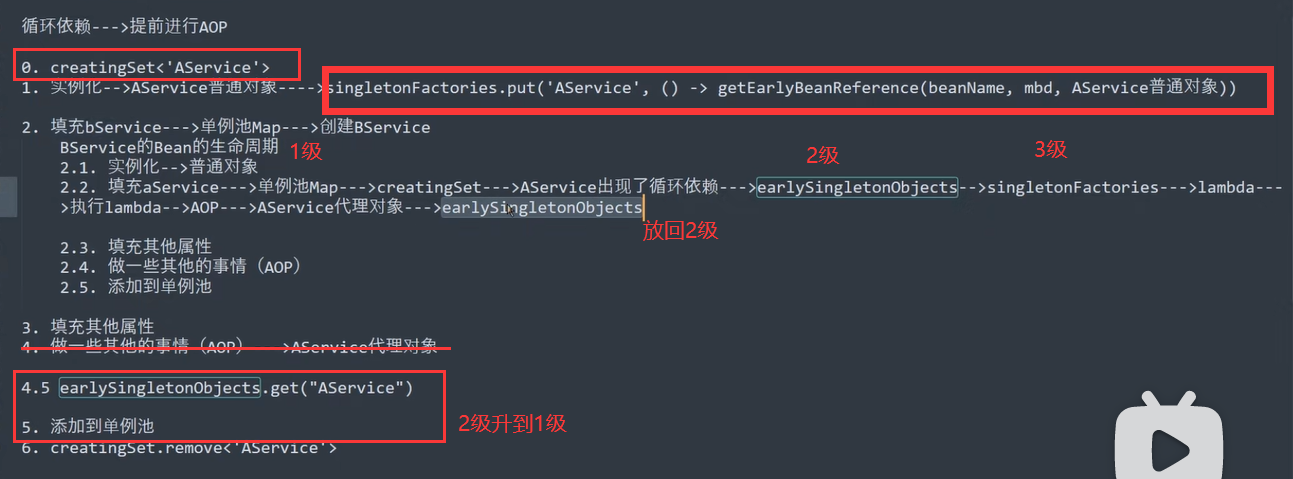 循环依赖--->提前进行AOP
0. creatingSet<'AService'>
1. 实例化-->AService普通对象---->singletonFactories.put('AService', () -> getEarlyBeanReference(beanName, mbd, AService普通对象))
2. 填充bService--->单例池Map--->创建BService
BService的Bean的生命周期
1级
2级
3级
2.1. 实例化-->普通对象
2.2. 填充aService--->单例池Map--->creatingSet--->AService出现了循环依赖--->earlySingletonObjects-->singletonFactories--->lambda---
>执行lambda-->AOP--->AService代理对象--->earlySingletonObjects
放回2级
2.3. 填充其他属性
2.4. 做一些其他的事情（AOP）
2.5. 添加到单例池
3. 填充其他属性
4. 做一些其他的事情（AOP）--->AService代理对象
4.5 earlySingletonObjects.get("AService")
2级升到1级
5. 添加到单例池
6. creatingSet.remove<'AService'>